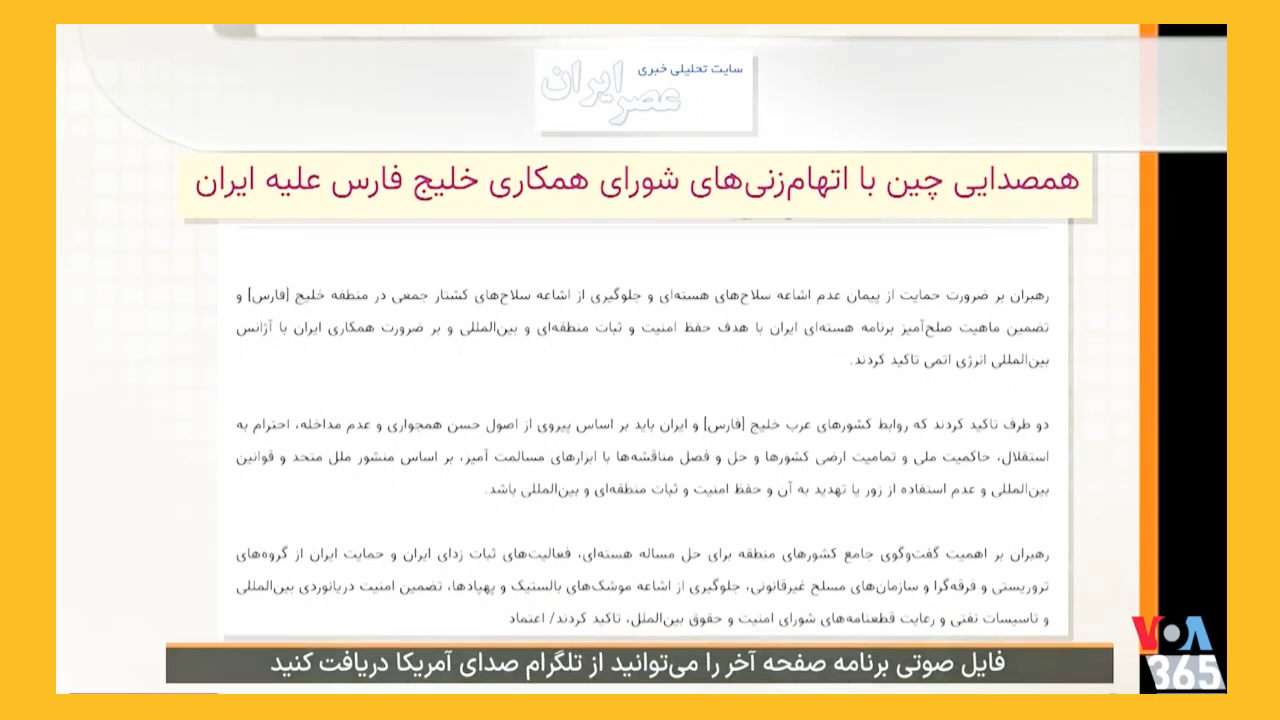 سایت تحلیلی خبری
عصر ایران
همصدایی چین با اتهام‌زنی‌های شورای همکاری خلیج فارس علیه ایران
رهبران بر ضرورت حمایت از پیمان عدم اشاعه سلاح‌های هسته‌ای و جلوگیری از اشاعه سلاح‌های کشتار جمعی در منطقه خلیج [فارس] و
تضمین ماهیت صلح‌آمیز برنامه هسته‌ای ایران با هدف حفظ امنیت و ثبات منطقه‌ای و بین‌المللی و بر ضرورت همکاری ایران با آژانس
بین‌المللی انرژی اتمی تاکید کردند.
دو طرف تاکید کردند که روابط کشورهای عرب خلیج [فارس] و ایران باید بر اساس پیروی از اصول حسن همجواری و عدم مداخله، احترام به
استقلال، حاکمیت ملی و تمامیت ارضی کشورها و حل و فصل مناقشه‌ها با ابزارهای مسالمت آمیز، بر اساس منشور ملل متحد و قوانین
بین‌المللی و عدم استفاده از زور یا تهدید به آن و حفظ امنیت و ثبات منطقه‌ای و بین‌المللی باشد.
رهبران بر اهمیت گفت‌وگوی جامع کشورهای منطقه برای حل مساله هسته‌ای، فعالیت‌های ثبات زدای ایران و حمایت ایران از گروه‌های
تروریستی و فرقه‌گرا و سازمان‌های مسلح غیرقانونی، جلوگیری از اشاعه موشک‌های بالستیک و پهپادها، تضمین امنیت دریانوردی بین‌المللی
و تاسیسات نفتی و رعایت قطعنامه‌های شورای امنیت و حقوق بین‌الملل، تاکید کردند/ اعتماد
فایل صوتی برنامه صفحه آخر را می‌توانید از تلگرام صدای آمریکا دریافت کنید
VOA
365